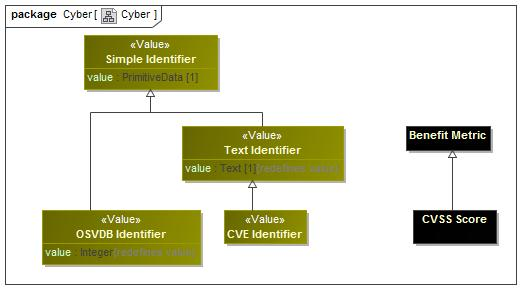 package Cyber [ Cyber ]
«Value»
Simple Identifier
value : PrimitiveData [1]
«Value»
Text Identifier
value : Text [1]{redefines value}
Benefit Metric
«Value»
OSVDB Identifier
value : Integer{redefines value}
«Value»
CVE Identifier
CVSS Score